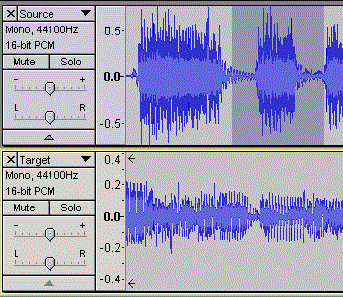 Source
Mono, 44100Hz
16-bit PCM
Mute Solo
- +
L R
0.5-
0.0-
-0.5-
Target
Mono, 44100Hz
16-bit PCM
Mute Solo
- +
L R
0.4
0.2-
0.0-
-0.2-
-0.4-